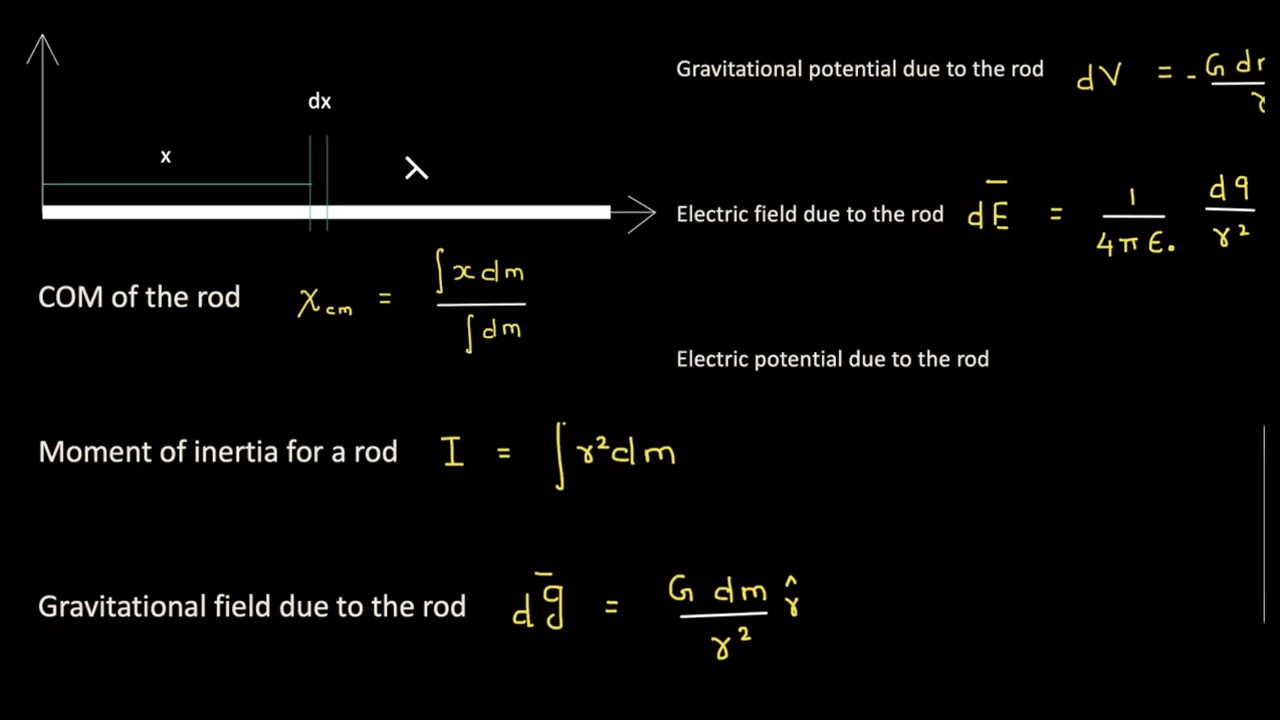 dx
x
λ
COM of the rod x_cm = ∫x dm / ∫dm
Moment of inertia for a rod I = ∫r²dm
Gravitational field due to the rod dg̅ = G dm / r² r̂
Gravitational potential due to the rod dV = - G d
Electric field due to the rod dE̅ = 1 / 4πε₀ dq / r²
Electric potential due to the rod